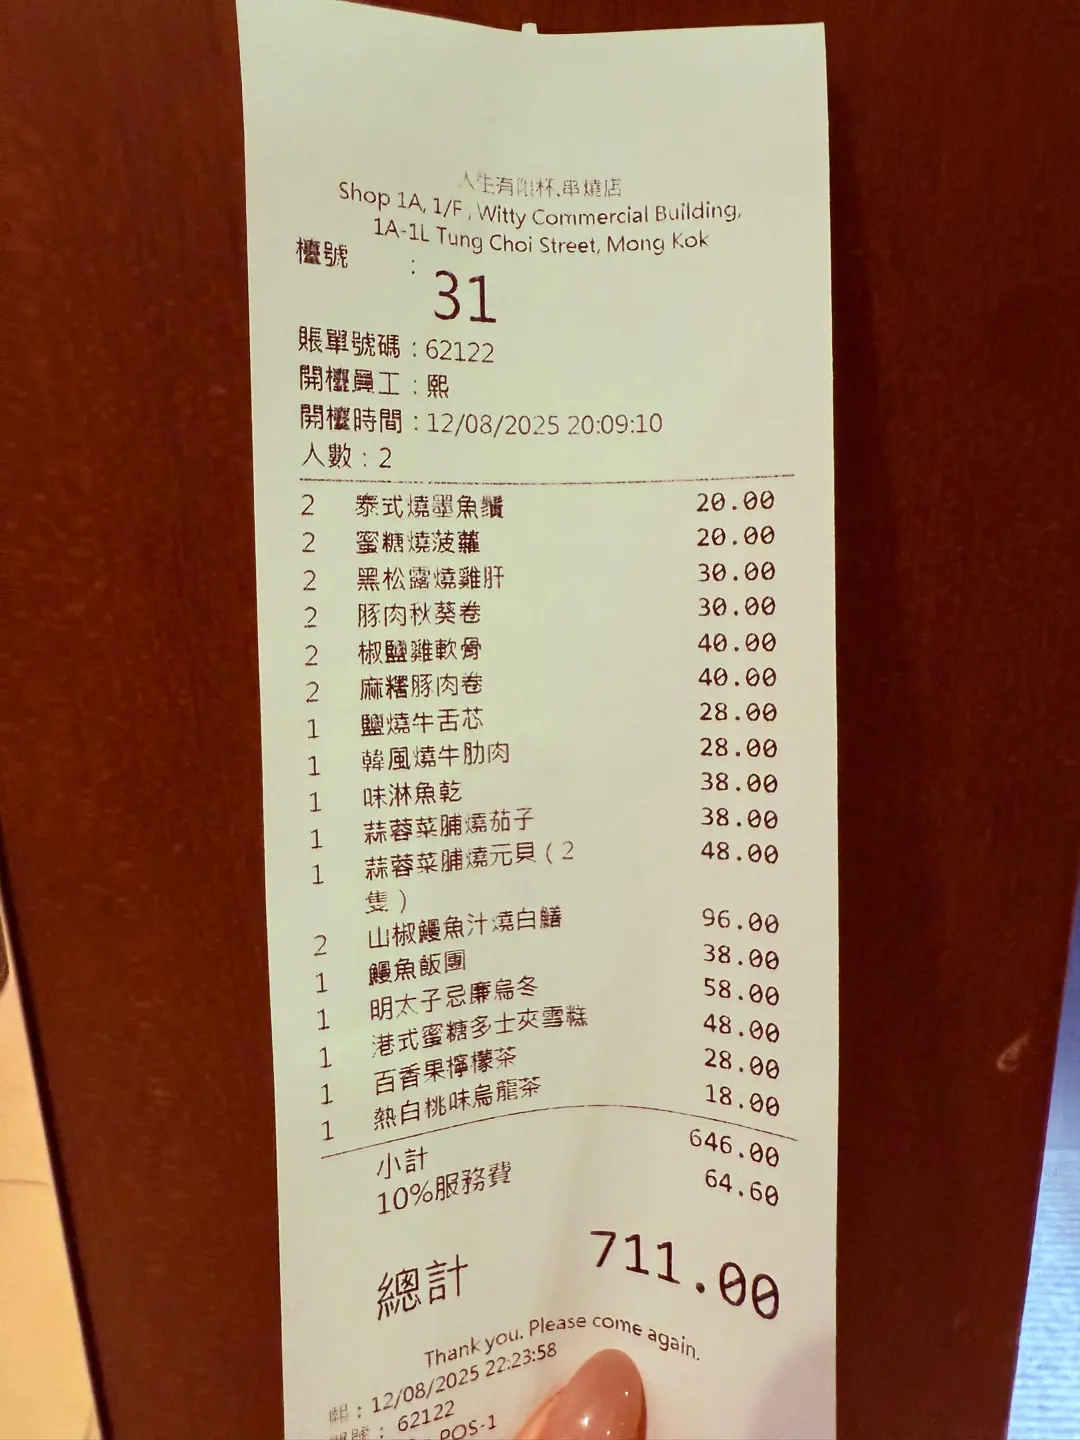 人生有限杯.串燒店
Shop 1A, 1/F , Witty Commercial Building,
1A-1L Tung Choi Street, Mong Kok
檯號 :
31
賬單號碼 : 62122
開檯員工 : 熙
開檯時間 : 12/08/2025 20:09:10
人數 : 2
2 泰式燒墨魚鬚 20.00
2 蜜糖燒菠蘿 20.00
2 黑松露燒雞肝 30.00
2 豚肉秋葵卷 30.00
2 椒鹽雞軟骨 40.00
2 麻糬豚肉卷 40.00
1 鹽燒牛舌芯 28.00
1 韓風燒牛肋肉 28.00
1 味淋魚乾 38.00
1 蒜蓉菜脯燒茄子 38.00
1 蒜蓉菜脯燒元貝 ( 2 48.00
隻 )
2 山椒鰻魚汁燒白鱔 96.00
1 鰻魚飯團 38.00
1 明太子忌廉烏冬 58.00
1 港式蜜糖多士夾雪糕 48.00
1 百香果檸檬茶 28.00
1 熱白桃味烏龍茶 18.00
小計 646.00
10%服務費 64.60
總計 711.00
Thank you. Please come again.
: 12/08/2025 22:23:58
: 62122
POS-1